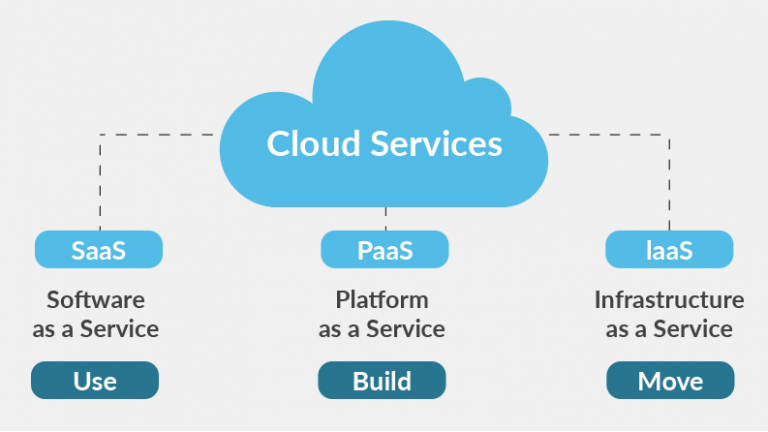 Cloud Services
SaaS
Software
as a Service
Use
PaaS
Platform
as a Service
Build
IaaS
Infrastructure
as a Service
Move